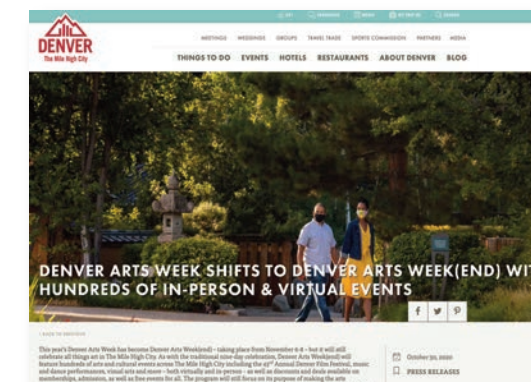 DENVER
The Mile High City
MEETINGS WEDDINGS GROUPS TRAVEL TRADE SPORTS COMMISSION PARTNERS MEDIA
THINGS TO DO EVENTS HOTELS RESTAURANTS ABOUT DENVER BLOG
DENVER ARTS WEEK SHIFTS TO DENVER ARTS WEEK(END) WIT
HUNDREDS OF IN-PERSON & VIRTUAL EVENTS
This year's Denver Arts Week has become Denver Arts Week(end) – taking place from November 6-8 – but it will still
celebrate all things art in The Mile High City. As with the traditional nine-day celebration, Denver Arts Week(end) will
feature hundreds of arts and cultural events across The Mile High City including the 43rd Annual Denver Film Festival, music
and dance performances, visual arts and more – both virtually and in-person – as well as discounts and deals available on
memberships, admission, as well as free events for all. The program will still focus on its purpose of making the arts
October 30, 2020
PRESS RELEASES